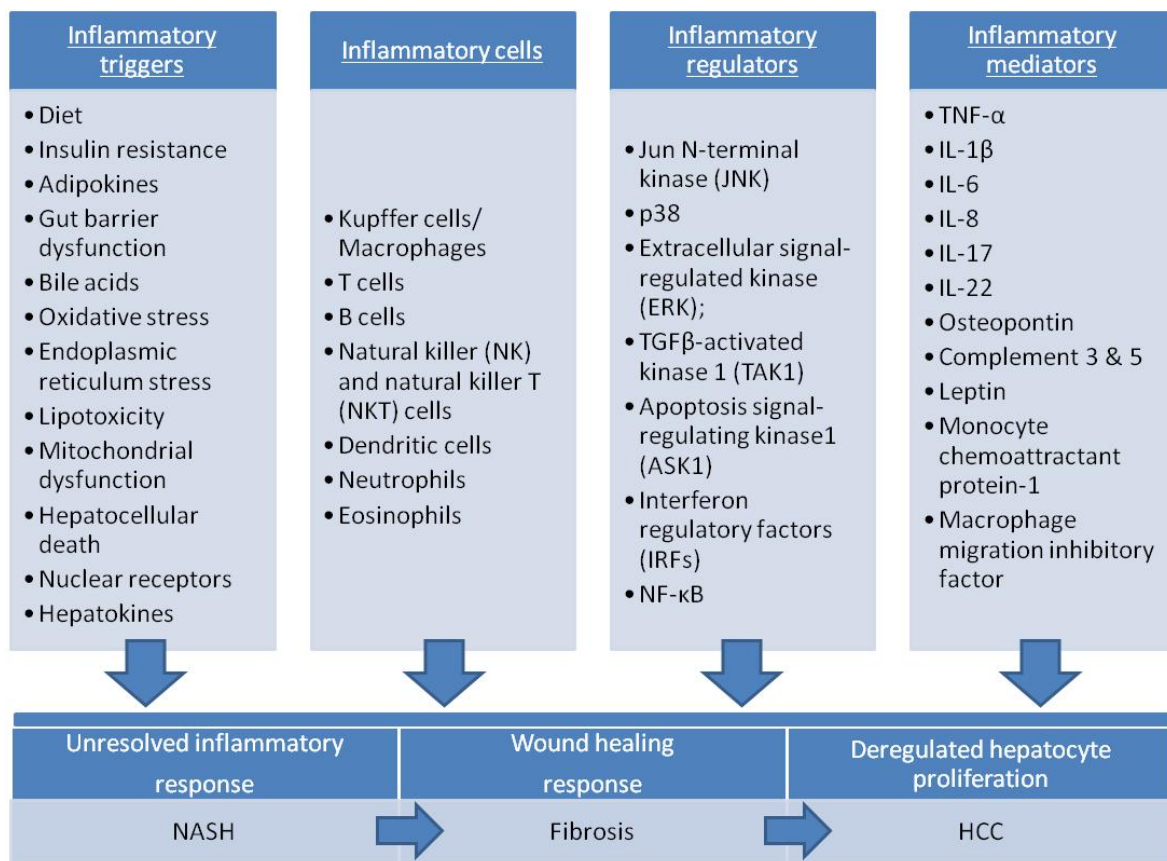 Inflammatory
triggers
• Diet
• Insulin resistance
• Adipokines
• Gut barrier
dysfunction
• Bile acids
• Oxidative stress
• Endoplasmic
reticulum stress
• Lipotoxicity
• Mitochondrial
dysfunction
• Hepatocellular
death
• Nuclear receptors
• Hepatokines
Inflammatory cells
• Kupffer cells/
Macrophages
• T cells
• B cells
• Natural killer (NK)
and natural killer T
(NKT) cells
• Dendritic cells
• Neutrophils
• Eosinophils
Inflammatory
regulators
• Jun N-terminal
kinase (JNK)
• p38
• Extracellular signal-
regulated kinase
(ERK);
• TGFβ-activated
kinase 1 (TAK1)
• Apoptosis signal-
regulating kinase1
(ASK1)
• Interferon
regulatory factors
(IRFs)
• NF-κB
Inflammatory
mediators
• TNF-α
• IL-1β
• IL-6
• IL-8
• IL-17
• IL-22
• Osteopontin
• Complement 3 & 5
• Leptin
• Monocyte
chemoattractant
protein-1
• Macrophage
migration inhibitory
factor
Unresolved inflammatory
response
Wound healing
response
Deregulated hepatocyte
proliferation
NASH
Fibrosis
HCC